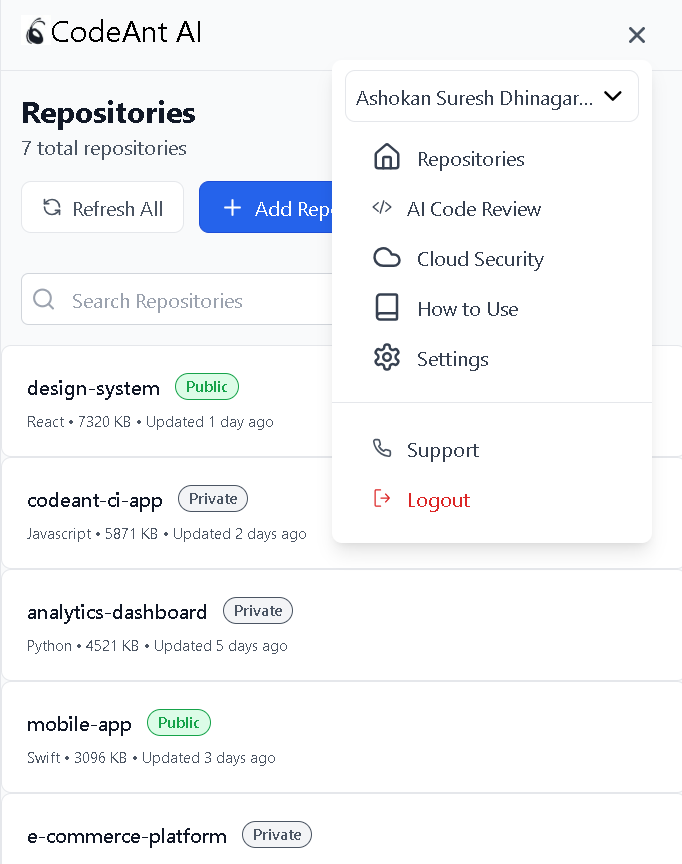 CodeAnt AI
Repositories
7 total repositories
Refresh All
Add Rep
Search Repositories
Ashokan Suresh Dhinagar...
Repositories
AI Code Review
Cloud Security
How to Use
Settings
Support
Logout
design-system Public
React • 7320 KB • Updated 1 day ago
codeant-ci-app Private
Javascript • 5871 KB • Updated 2 days ago
analytics-dashboard Private
Python • 4521 KB • Updated 5 days ago
mobile-app Public
Swift • 3096 KB • Updated 3 days ago
e-commerce-platform Private